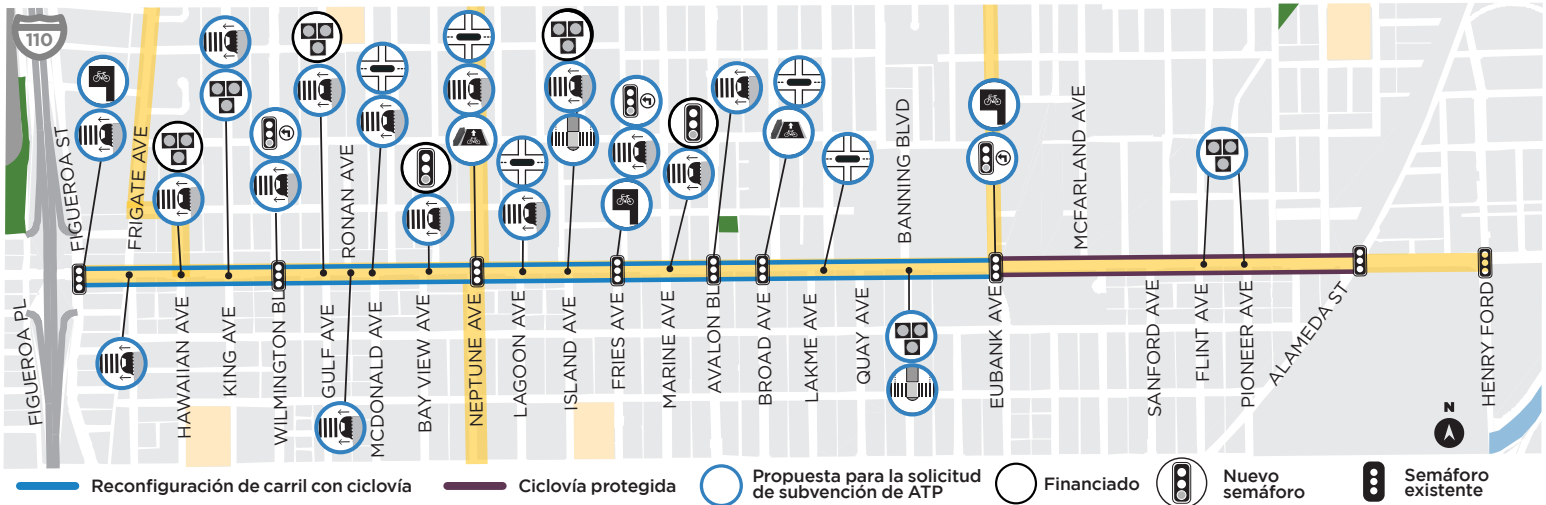 110
FIGUEROA ST
FIGUEROA PL
FRIGATE AVE
HAWAIIAN AVE
KING AVE
WILMINGTON BL
GULF AVE
RONAN AVE
MCDONALD AVE
BAY VIEW AVE
NEPTUNE AVE
LAGOON AVE
ISLAND AVE
FRIES AVE
MARINE AVE
AVALON BL
BROAD AVE
LAKME AVE
QUAY AVE
BANNING BLVD
EUBANK AVE
MCFARLAND AVE
SANFORD AVE
FLINT AVE
PIONEER AVE
ALAMEDA ST
HENRY FORD
N
Reconfiguración de carril con ciclovía
Ciclovía protegida
Propuesta para la solicitud
de subvención de ATP
Financiado
Nuevo
semáforo
Semáforo
existente